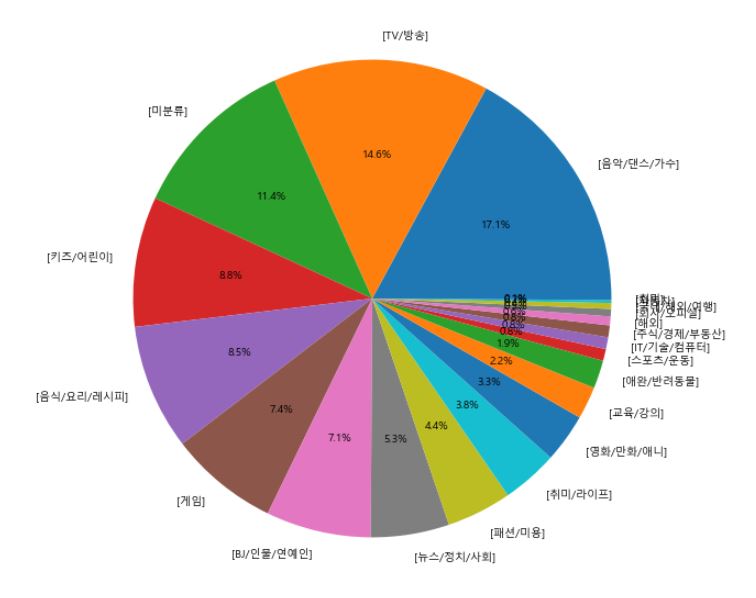 [TV/방송]
[미분류]
[음악/댄스/가수]
14.6%
11.4%
17.1%
[키즈/어린이]
8.8%
[해외]
[주식/경제/부동산]
0.8%
[IT/기술/컴퓨터]
1.9%
[스포츠/운동]
2.2%
[애완/반려동물]
8.5%
3.3%
[음식/요리/레시피]
3.8%
[교육/강의]
7.4%
7.1%
5.3%
4.4%
[영화/만화/애니]
[취미/라이프]
[게임]
[패션/미용]
[BJ/인물/연예인]
[뉴스/정치/사회]